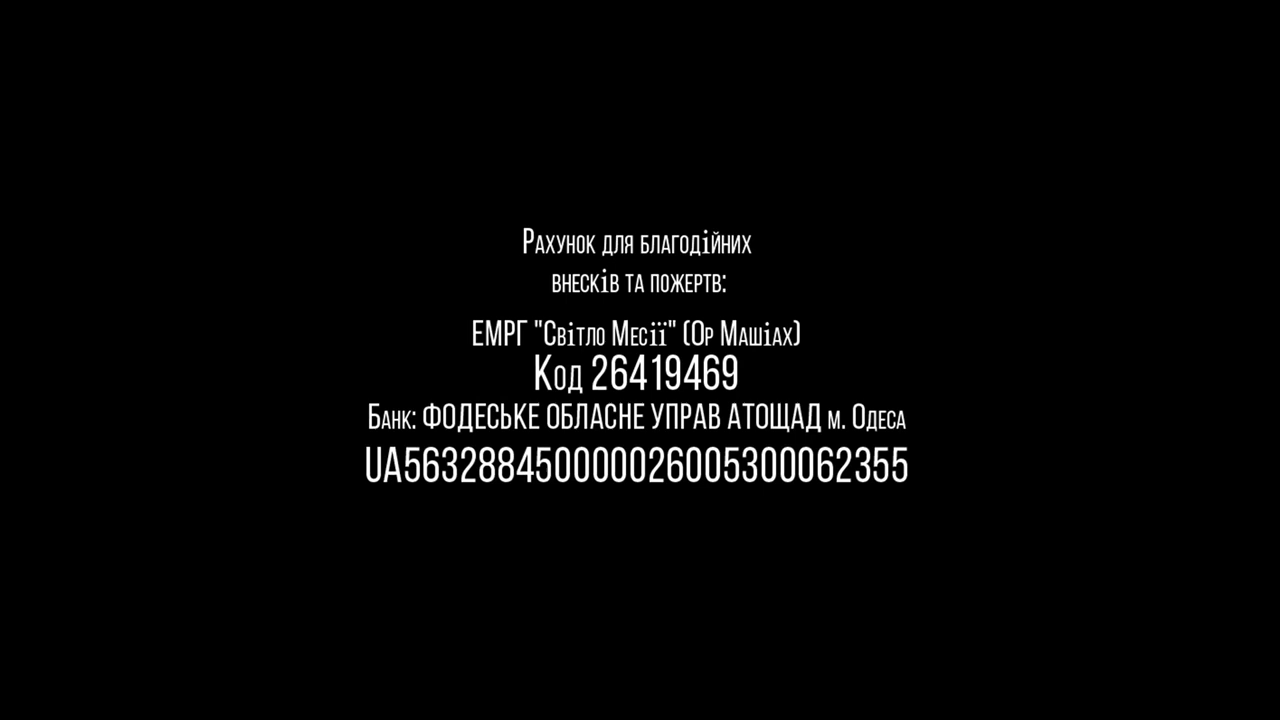 Рахунок для благодійних
внесків та пожертв:
ЕМРГ "Світло Месії" (Ор Машіах)
Код 26419469
Банк: ФОДЕСЬКЕ ОБЛАСНЕ УПРАВ АТОЩАД м. Одеса
UA563288450000026005300062355